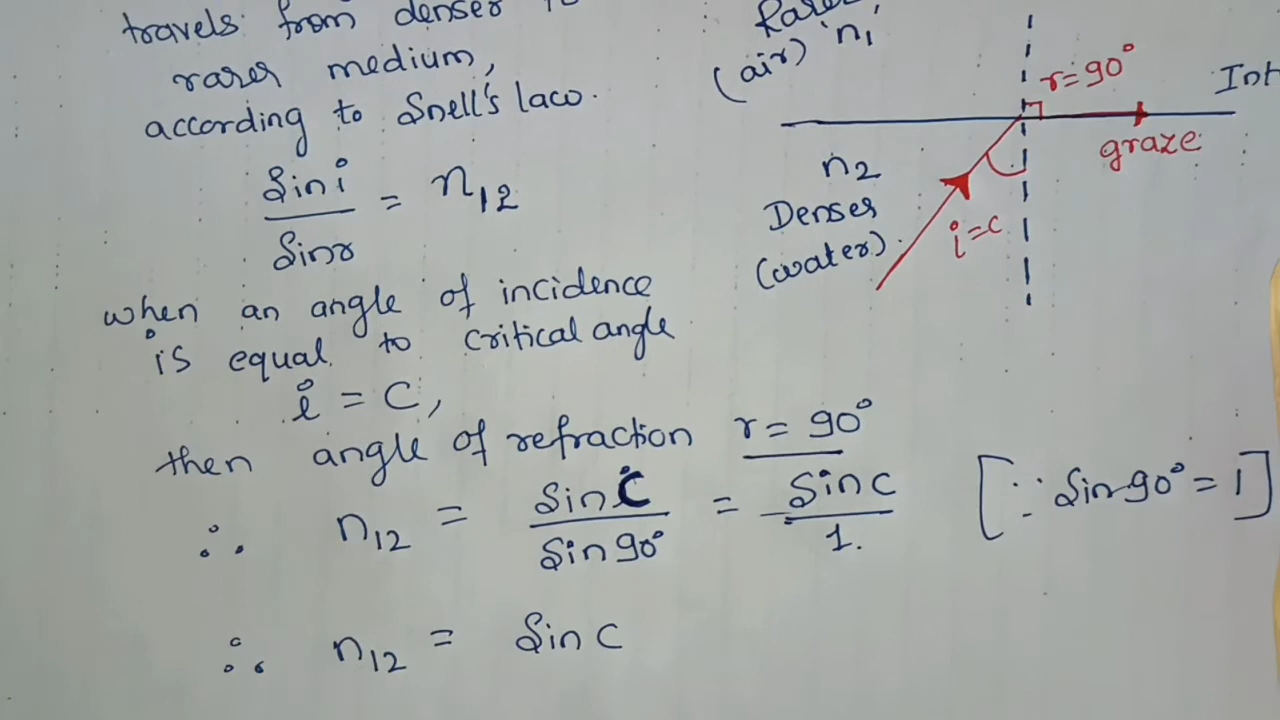 travels from denser to
rarer medium,
according to Snell's law.
Sin i / Sin r = n12
when an angle of incidence
is equal to critical angle
i = C,
then angle of refraction r = 90°
∴ n12 = Sin C / Sin 90° = Sin C / 1. [∵ Sin 90° = 1]
∴ n12 = Sin C
(air) 'n1'
r=90°
graze
n2
Denser
(water)
i=c